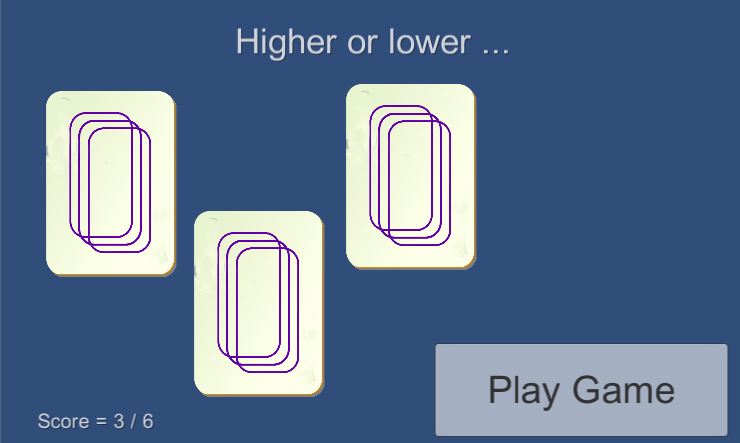 Higher or lower ...
Play Game
Score = 3 / 6